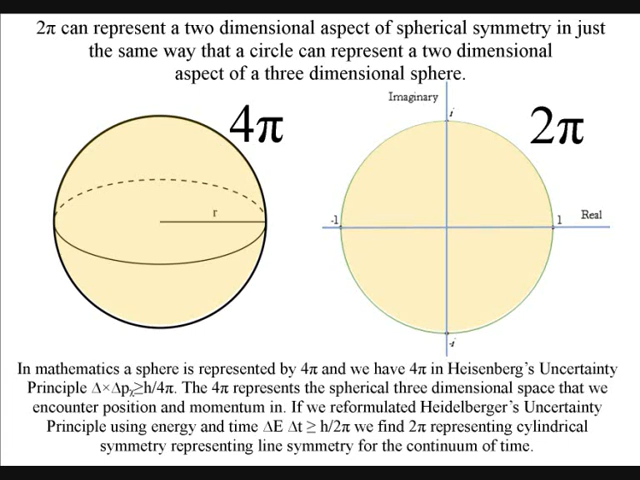 2π can represent a two dimensional aspect of spherical symmetry in just
the same way that a circle can represent a two dimensional
aspect of a three dimensional sphere.
Imaginary
4π
i
2π
r
-1
1
Real
-i
In mathematics a sphere is represented by 4π and we have 4π in Heisenberg's Uncertainty
Principle Δ×Δpᵪ≥h/4π. The 4π represents the spherical three dimensional space that we
encounter position and momentum in. If we reformulated Heidelberger's Uncertainty
Principle using energy and time ΔE Δt ≥ h/2π we find 2π representing cylindrical
symmetry representing line symmetry for the continuum of time.